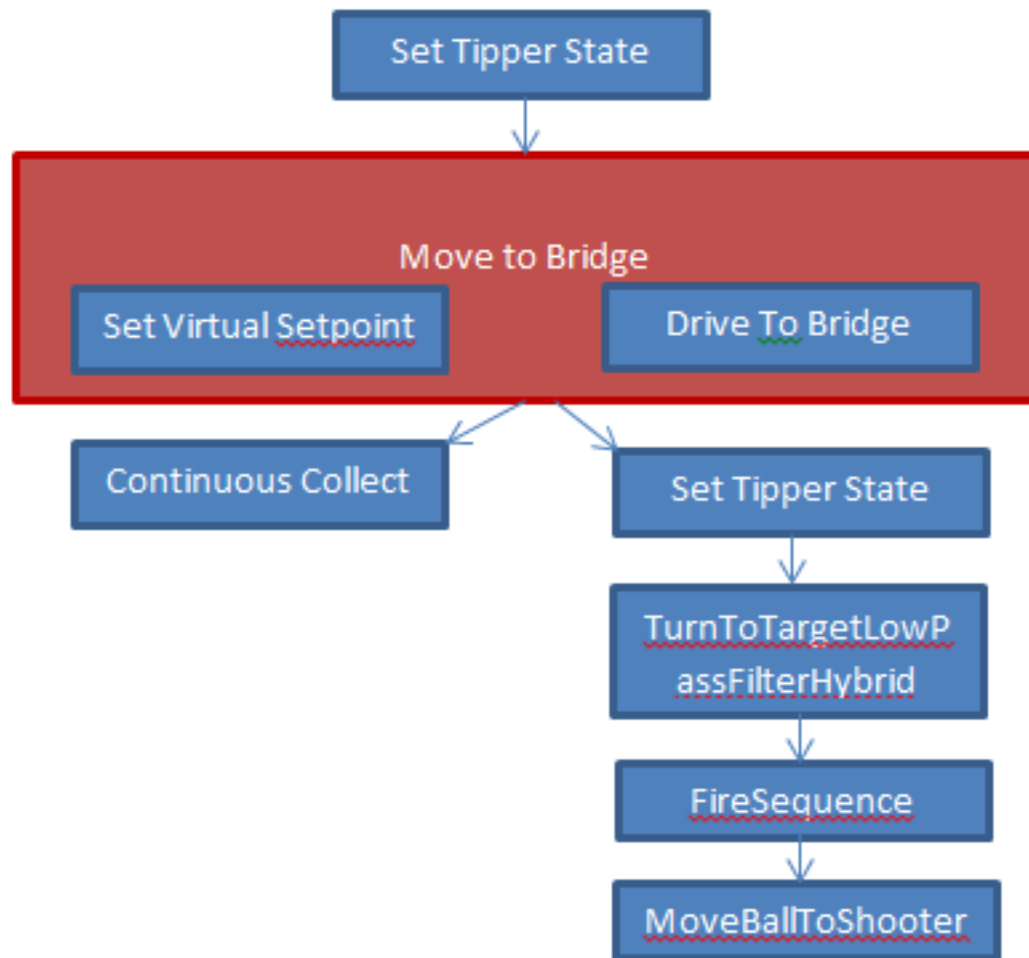 Set Tipper State
Move to Bridge
Set Virtual Setpoint
Drive To Bridge
Continuous Collect
Set Tipper State
TurnToTargetLowP
assFilterHybrid
FireSequence
MoveBallToShooter